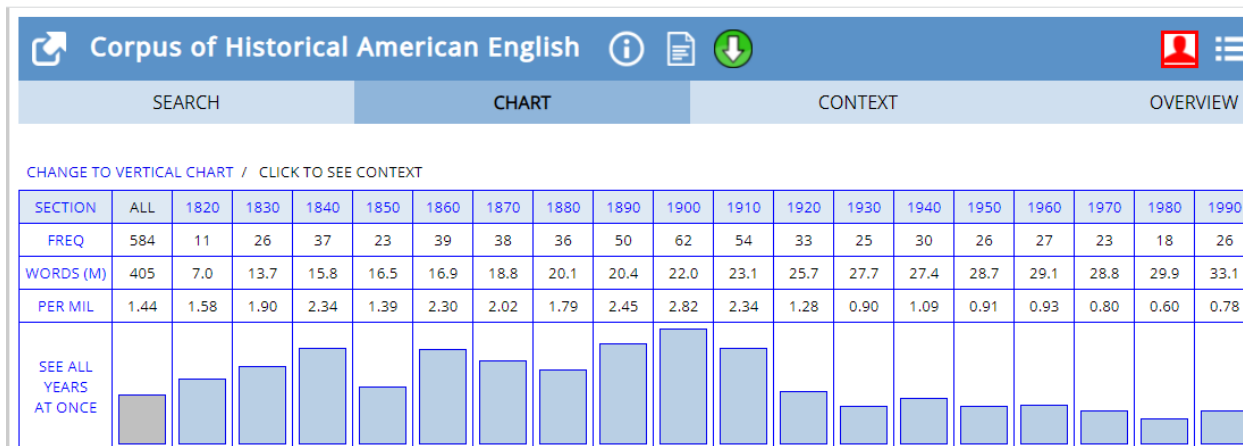 Corpus of Historical American English
SEARCH CHART CONTEXT OVERVIEW
CHANGE TO VERTICAL CHART / CLICK TO SEE CONTEXT
SECTION ALL 1820 1830 1840 1850 1860 1870 1880 1890 1900 1910 1920 1930 1940 1950 1960 1970 1980 1990
FREQ 584 11 26 37 23 39 38 36 50 62 54 33 25 30 26 27 23 18 26
WORDS (M) 405 7.0 13.7 15.8 16.5 16.9 18.8 20.1 20.4 22.0 23.1 25.7 27.7 27.4 28.7 29.1 28.8 29.9 33.1
PER MIL 1.44 1.58 1.90 2.34 1.39 2.30 2.02 1.79 2.45 2.82 2.34 1.28 0.90 1.09 0.91 0.93 0.80 0.60 0.78
SEE ALL
YEARS
AT ONCE